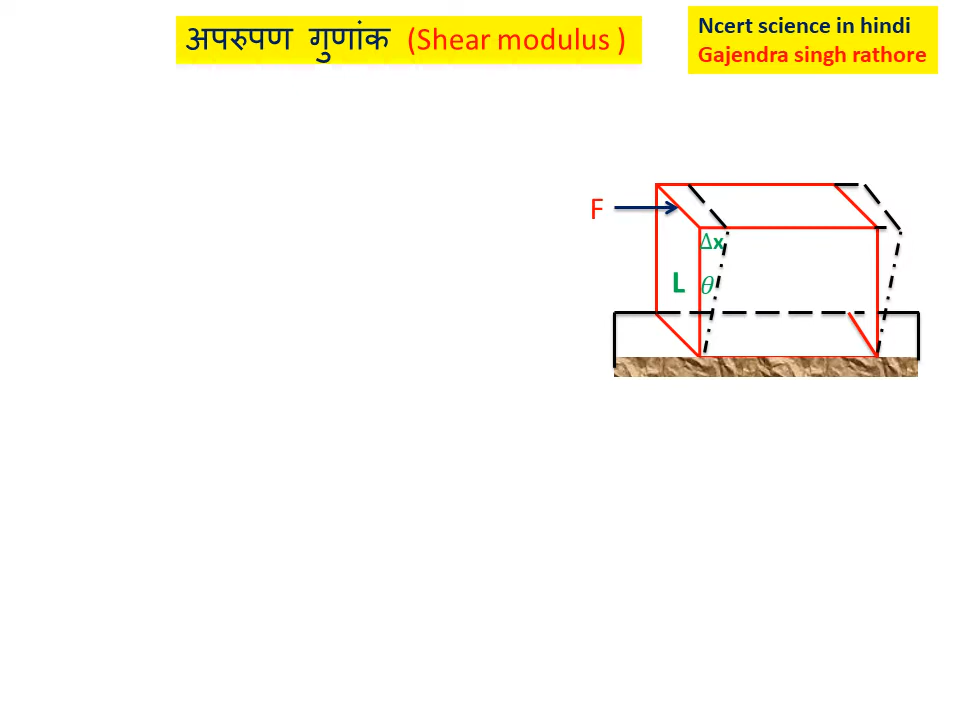 अपरुपण गुणांक (Shear modulus )
Ncert science in hindi
Gajendra singh rathore
F
Δx
L θ